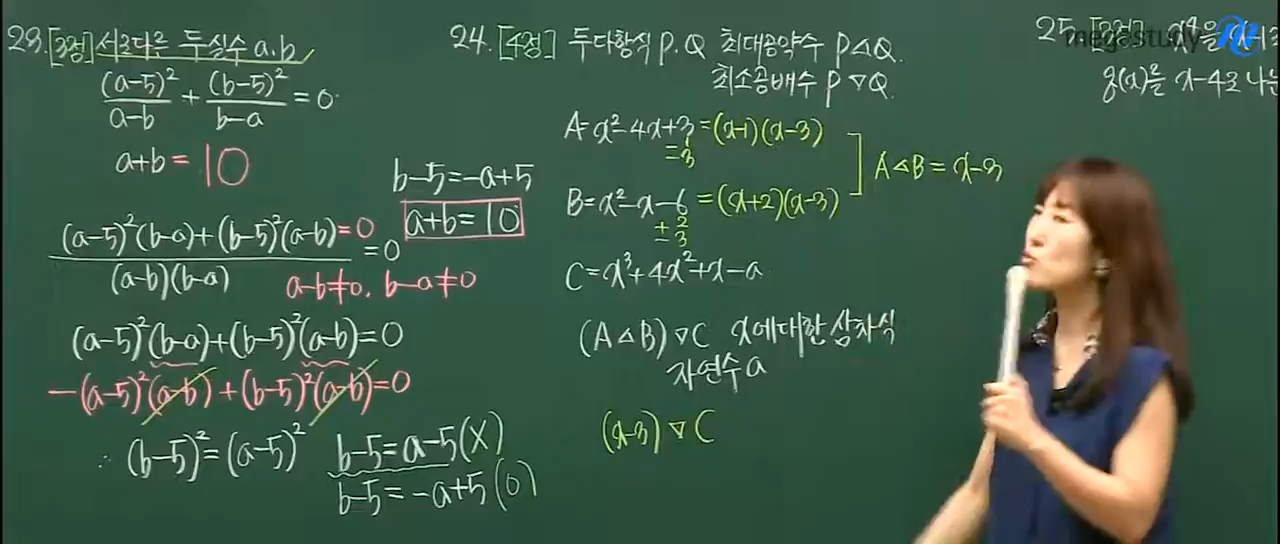 23. [3점] 서로다른 두실수 a.b
(a-5)²/(a-b) + (b-5)²/(b-a) = 0
a+b = 10
b-5=-a+5
a+b=10
((a-5)²(b-a)+(b-5)²(a-b))/((a-b)(b-a)) = 0
=0
a-b≠0, b-a≠0
(a-5)²(b-a)+(b-5)²(a-b)=0
-(a-5)²(a-b)+(b-5)²(a-b)=0
∴ (b-5)²=(a-5)²
b-5=a-5(X)
b-5=-a+5(O)
24. [4점] 두다항식 P.Q 최대공약수 P△Q.
최소공배수 P▽Q.
A=x²-4x+3=(x-1)(x-3)
B=x²-x-6=(x+2)(x-3)
A△B=x-3
C=x³+4x²+x-a
(A△B)▽C x에대한 삼차식
자연수 a
(x-3)▽C
25.
megastudy
g(x)을 x-4로 나눈